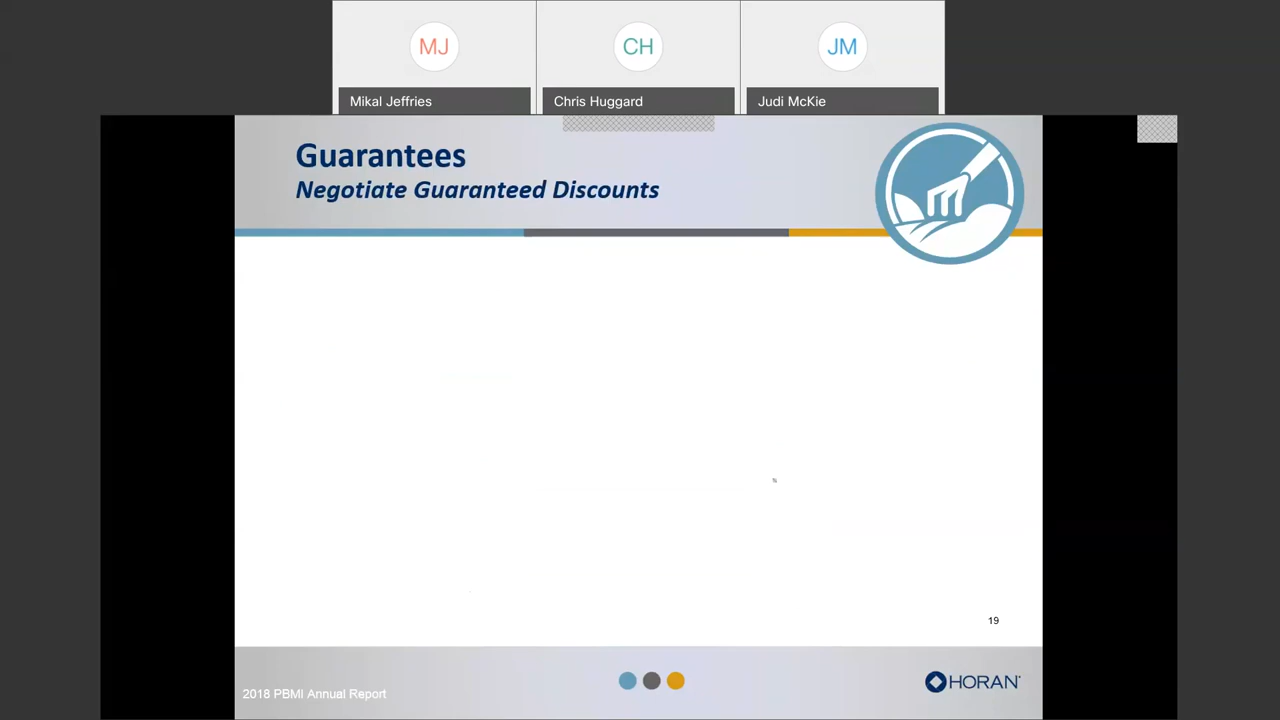 MJ
CH
JM
Mikal Jeffries
Chris Huggard
Judi McKie
Guarantees
Negotiate Guaranteed Discounts
%
19
2018 PBMI Annual Report
HORAN